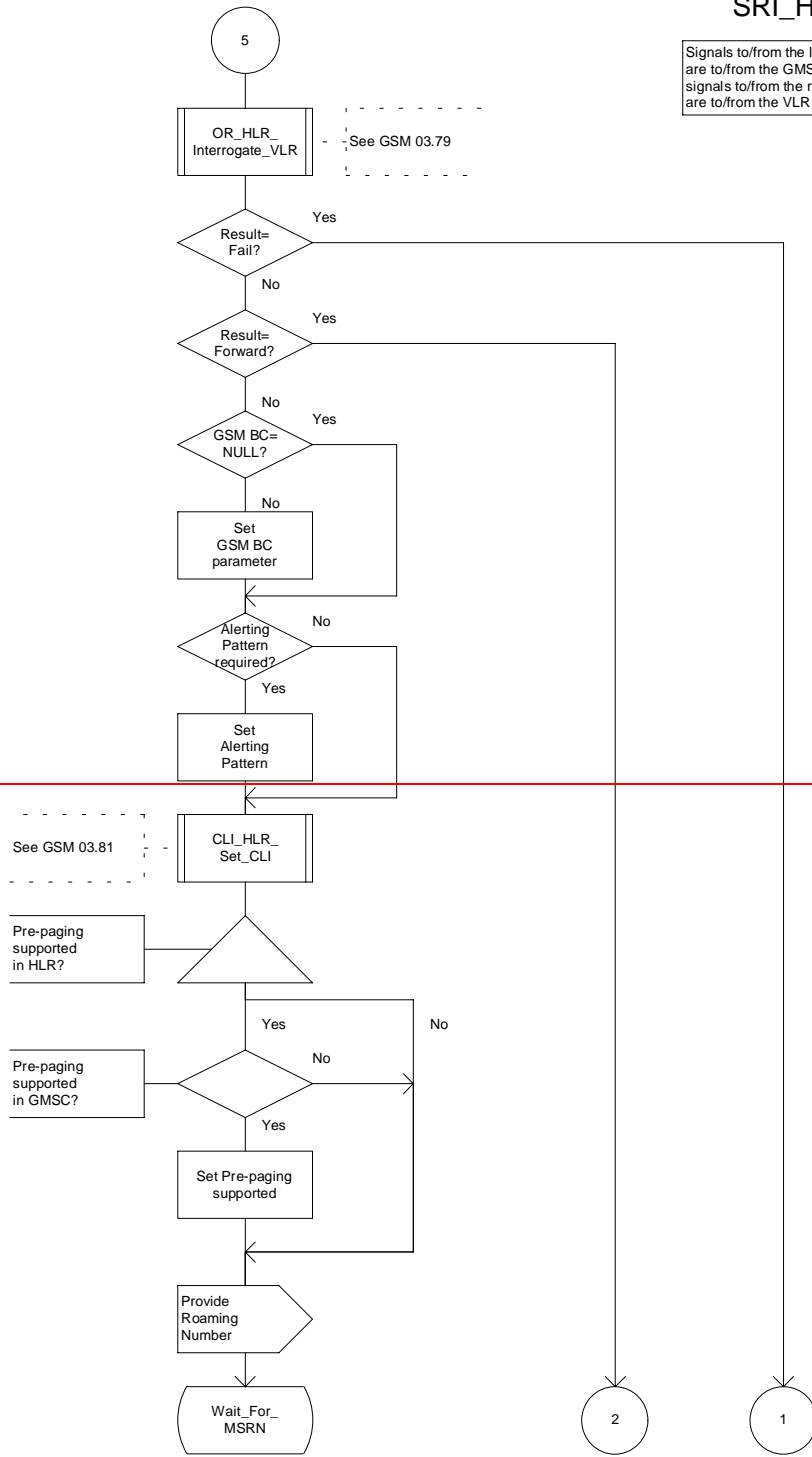 SRI_H
5
Signals to/from the
are to/from the GMS
signals to/from the r
are to/from the VLR
OR_HLR_
Interrogate_VLR
See GSM 03.79
Result=
Fail?
Yes
No
Result=
Forward?
Yes
No
GSM BC=
NULL?
Yes
No
Set
GSM BC
parameter
Alerting
Pattern
required?
No
Yes
Set
Alerting
Pattern
See GSM 03.81
CLI_HLR_
Set_CLI
Pre-paging
supported
in HLR?
Yes
No
Pre-paging
supported
in GMSC?
No
Yes
Set Pre-paging
supported
Provide
Roaming
Number
Wait_For_
MSRN
2
1